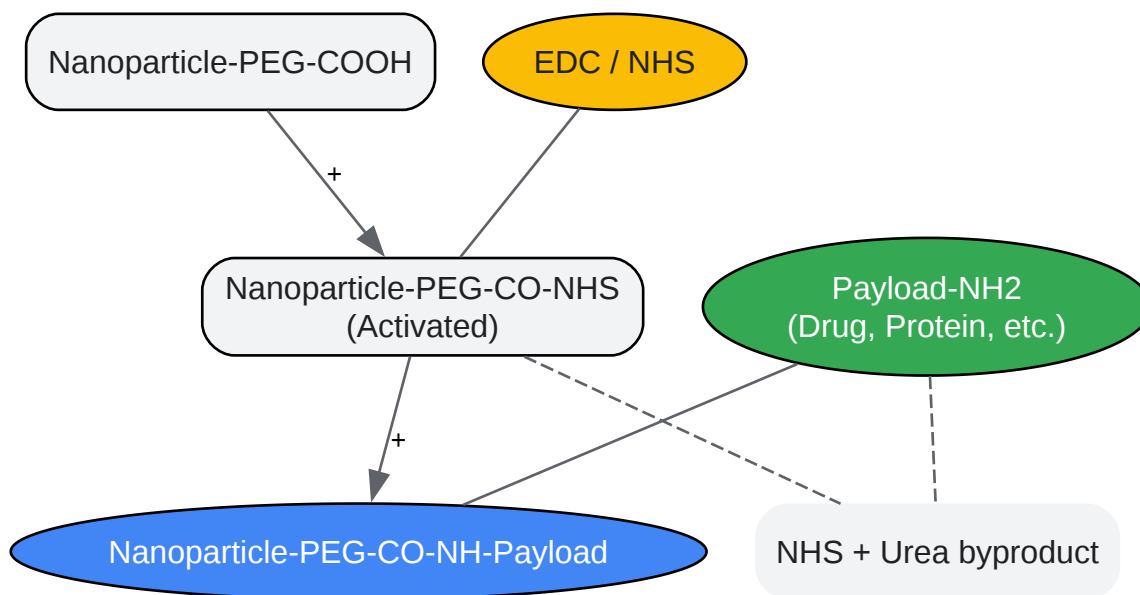 Nanoparticle-PEG-COOH
EDC / NHS
+
Nanoparticle-PEG-CO-NHS
(Activated)
Payload-NH2
(Drug, Protein, etc.)
+
Nanoparticle-PEG-CO-NH-Payload
NHS + Urea byproduct